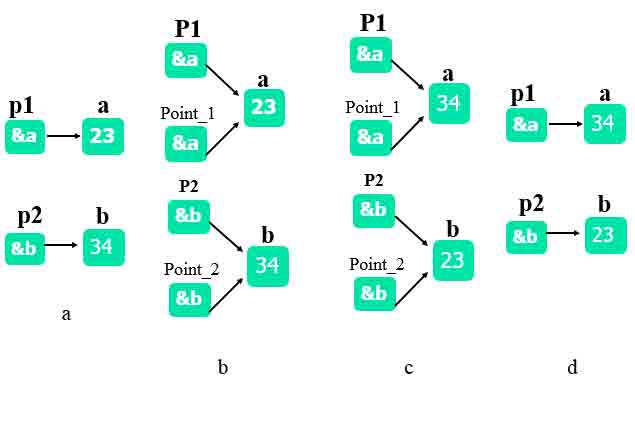 p1 a
&a 23
p2 b
&b 34
a
P1
&a
a
23
Point_1
&a
P2
&b
b
34
Point_2
&b
b
P1
&a
a
34
Point_1
&a
P2
&b
b
23
Point_2
&b
c
p1 a
&a 34
p2 b
&b 23
d